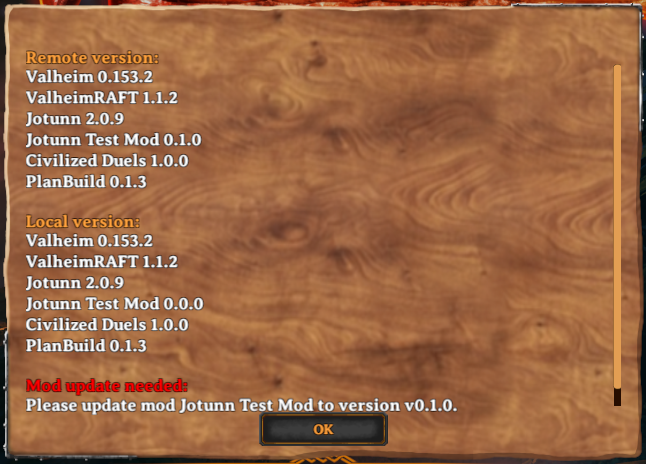 Remote version:
Valheim 0.153.2
ValheimRAFT 1.1.2
Jotunn 2.0.9
Jotunn Test Mod 0.1.0
Civilized Duels 1.0.0
PlanBuild 0.1.3
Local version:
Valheim 0.153.2
ValheimRAFT 1.1.2
Jotunn 2.0.9
Jotunn Test Mod 0.0.0
Civilized Duels 1.0.0
PlanBuild 0.1.3
Mod update needed:
Please update mod Jotunn Test Mod to version v0.1.0.
OK